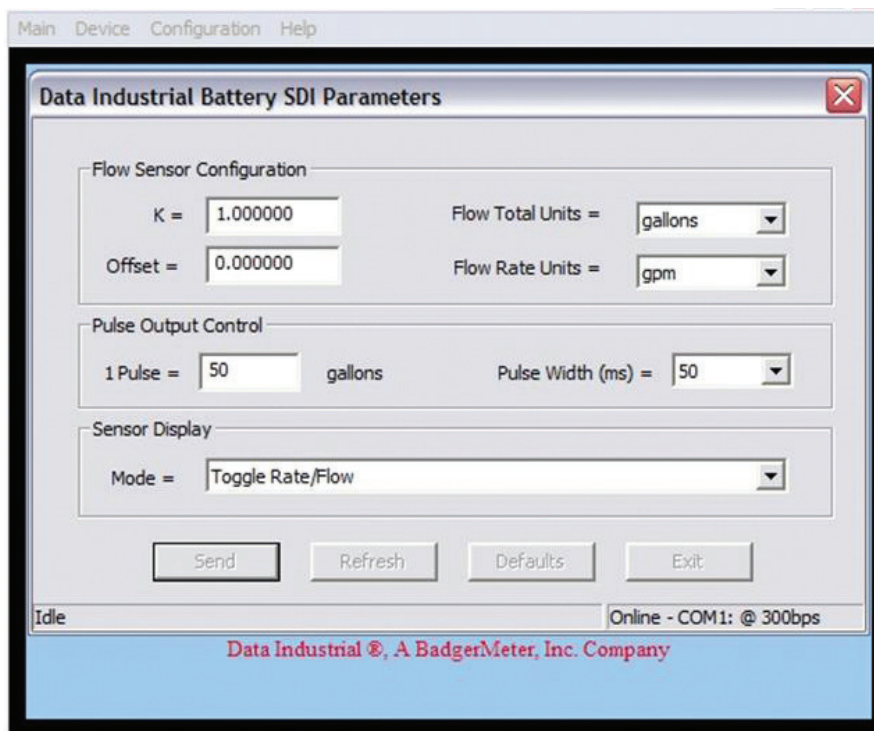 Main Device Configuration Help
Data Industrial Battery SDI Parameters
Flow Sensor Configuration
K = 1.000000 Flow Total Units = gallons
Offset = 0.000000 Flow Rate Units = gpm
Pulse Output Control
1 Pulse = 50 gallons Pulse Width (ms) = 50
Sensor Display
Mode = Toggle Rate/Flow
Send Refresh Defaults Exit
Idle Online - COM1: @ 300bps
Data Industrial ®, A BadgerMeter, Inc. Company